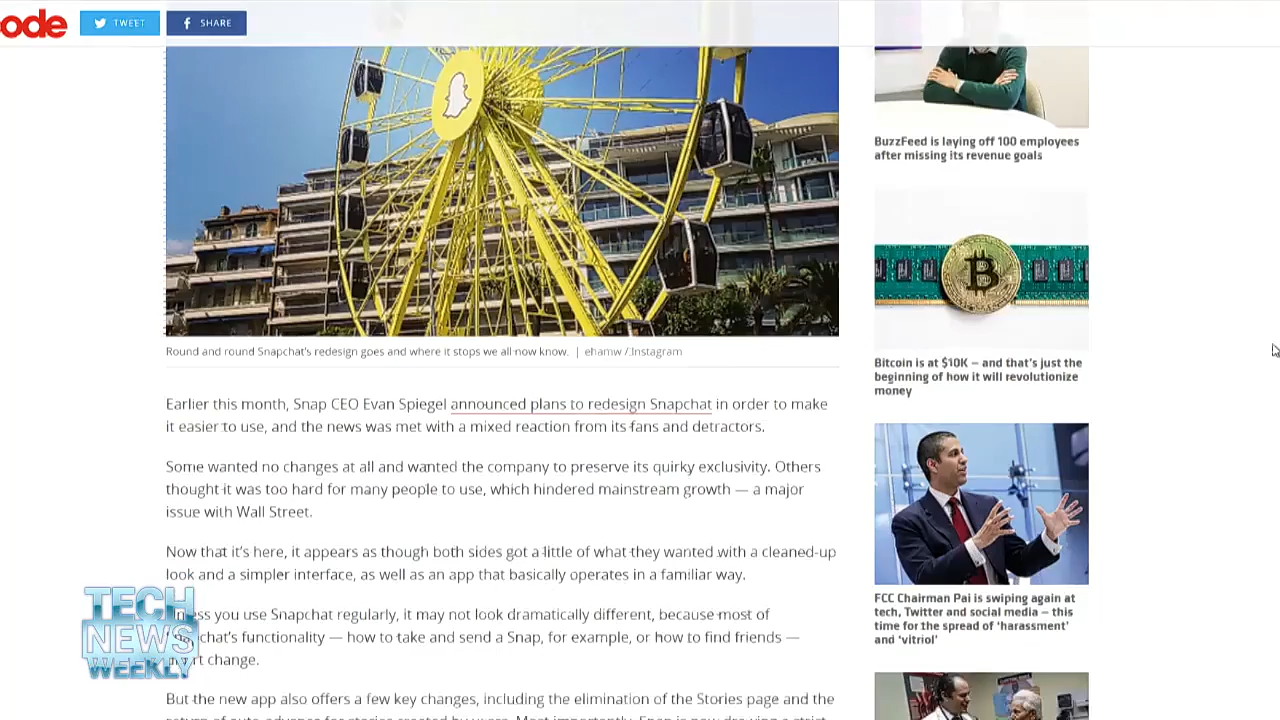 ode
TWEET
SHARE
Round and round Snapchat's redesign goes and where it stops we all now know. | ehamw / Instagram
Earlier this month, Snap CEO Evan Spiegel announced plans to redesign Snapchat in order to make
it easier to use, and the news was met with a mixed reaction from its fans and detractors.
Some wanted no changes at all and wanted the company to preserve its quirky exclusivity. Others
thought it was too hard for many people to use, which hindered mainstream growth — a major
issue with Wall Street.
Now that it's here, it appears as though both sides got a little of what they wanted with a cleaned-up
look and a simpler interface, as well as an app that basically operates in a familiar way.
you use Snapchat regularly, it may not look dramatically different, because most of
functionality — how to take and send a Snap, for example, or how to find friends —
change.
But the new app also offers a few key changes, including the elimination of the Stories page and the
TECH
NEWS
WEEKLY
BuzzFeed is laying off 100 employees
after missing its revenue goals
Bitcoin is at $10K – and that's just the
beginning of how it will revolutionize
money
FCC Chairman Pai is swiping again at
tech, Twitter and social media – this
time for the spread of 'harassment'
and 'vitriol'